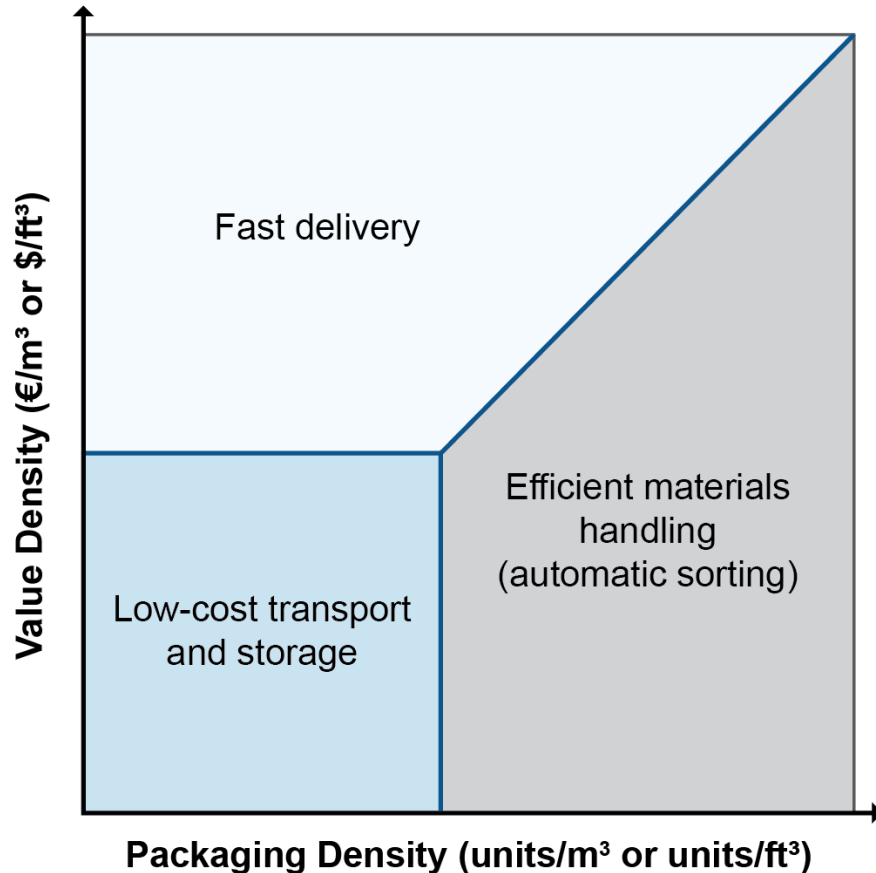 Value Density (€/m³ or $/ft³)
Fast delivery
Efficient materials
handling
(automatic sorting)
Low-cost transport
and storage
Packaging Density (units/m³ or units/ft³)